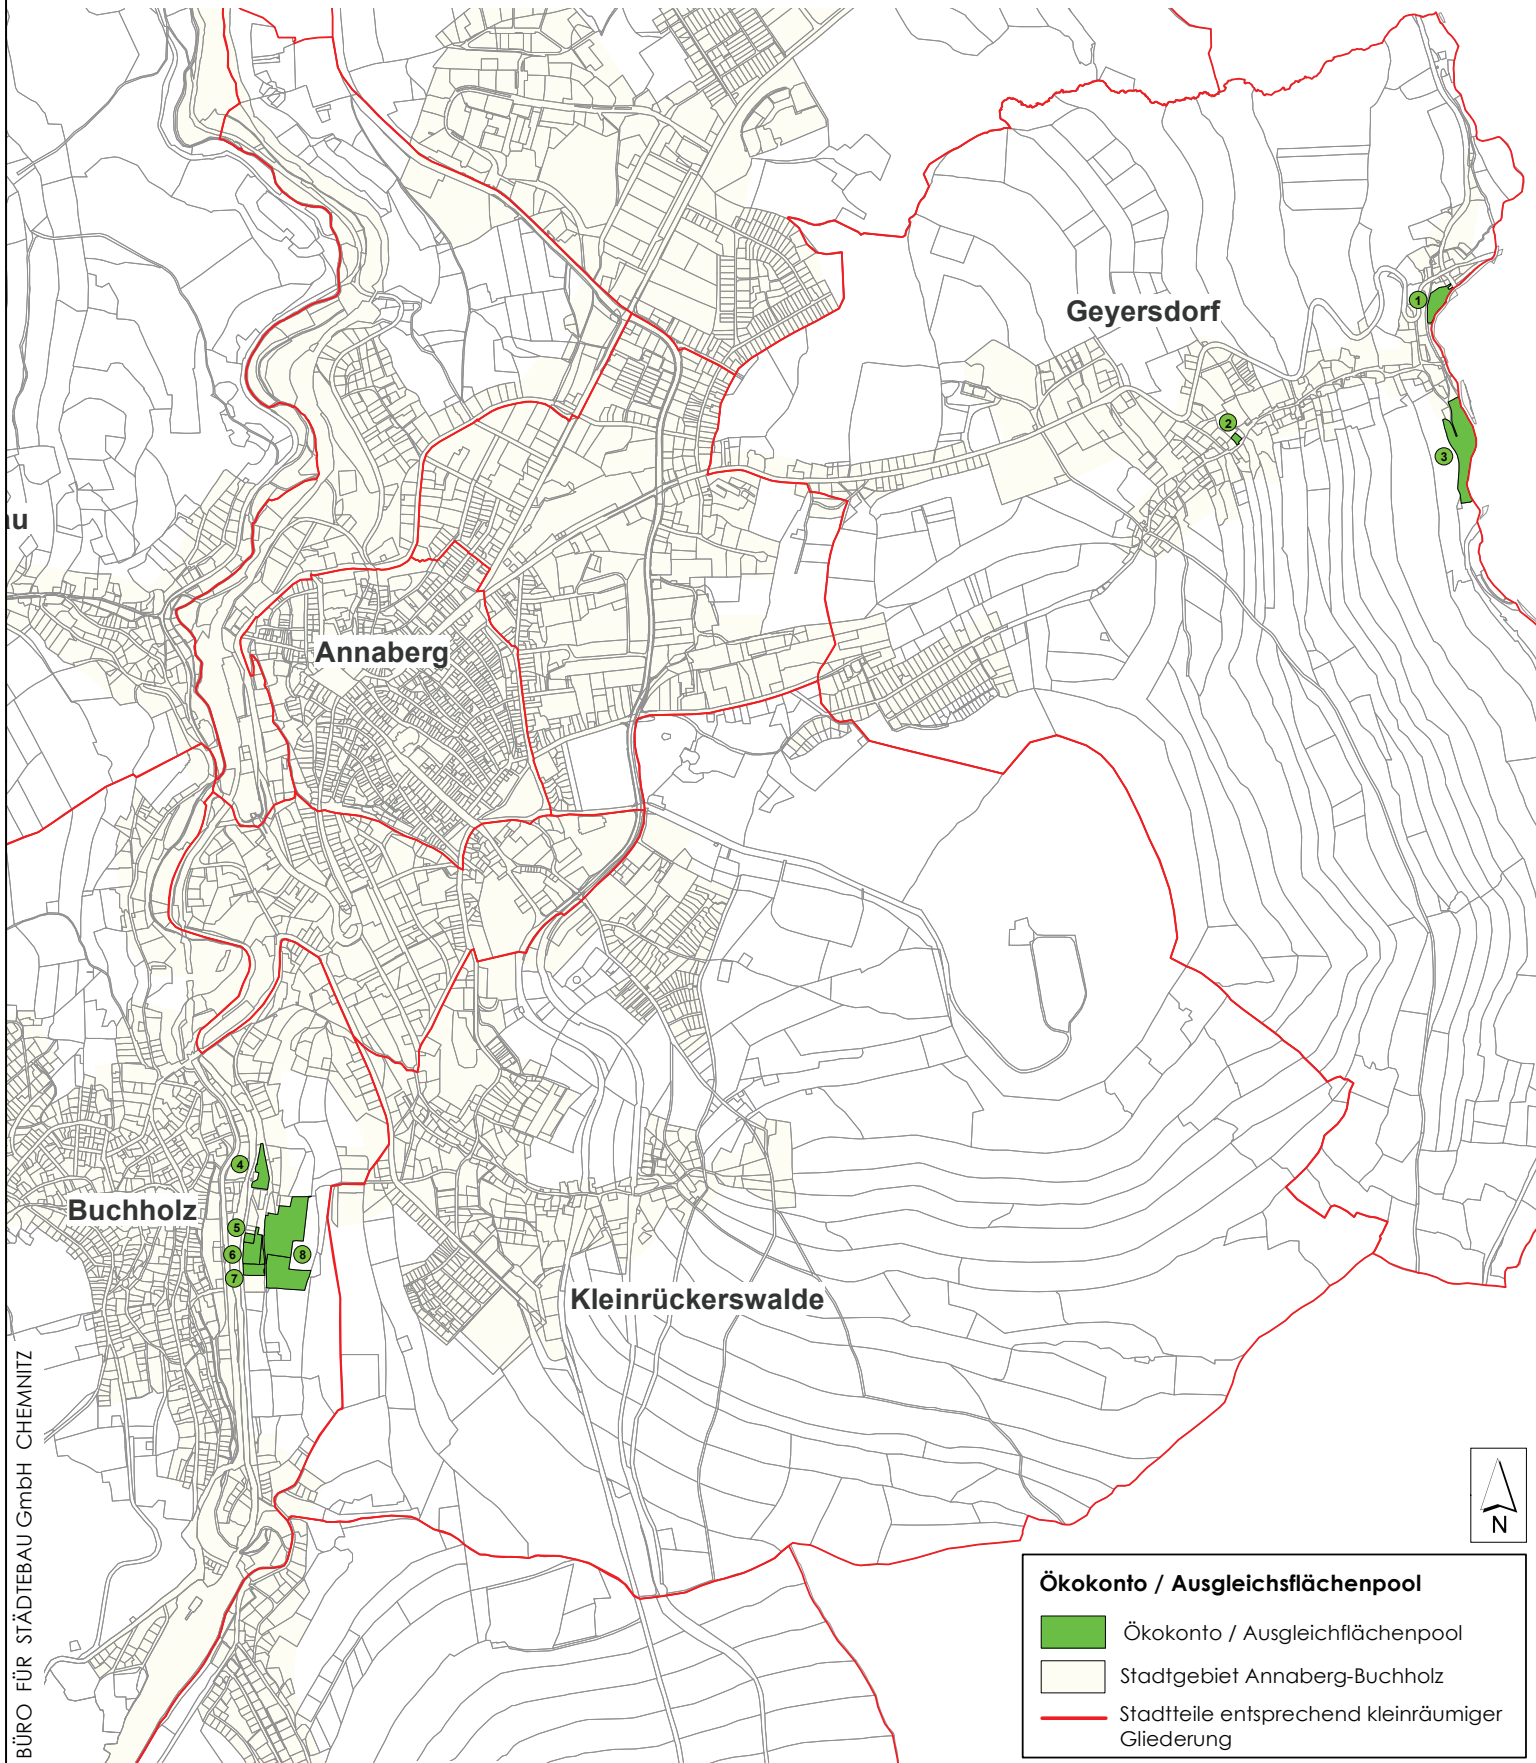 Geyersdorf
1
2
3
au
Annaberg
4
Buchholz
5
6
8
7
Kleinrückerswalde
BÜRO FÜR STÄDTEBAU GmbH CHEMNITZ
N
Ökokonto / Ausgleichsflächenpool
Ökokonto / Ausgleichflächenpool
Stadtgebiet Annaberg-Buchholz
Stadtteile entsprechend kleinräumiger
Gliederung